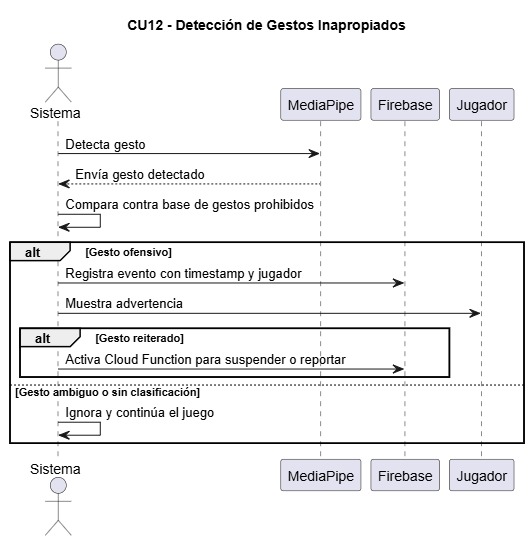 CU12 - Detección de Gestos Inapropiados
Sistema
MediaPipe
Firebase
Jugador
Detecta gesto
Envía gesto detectado
Compara contra base de gestos prohibidos
alt
[Gesto ofensivo]
Registra evento con timestamp y jugador
Muestra advertencia
alt
[Gesto reiterado]
Activa Cloud Function para suspender o reportar
[Gesto ambiguo o sin clasificación]
Ignora y continúa el juego
Sistema
MediaPipe
Firebase
Jugador